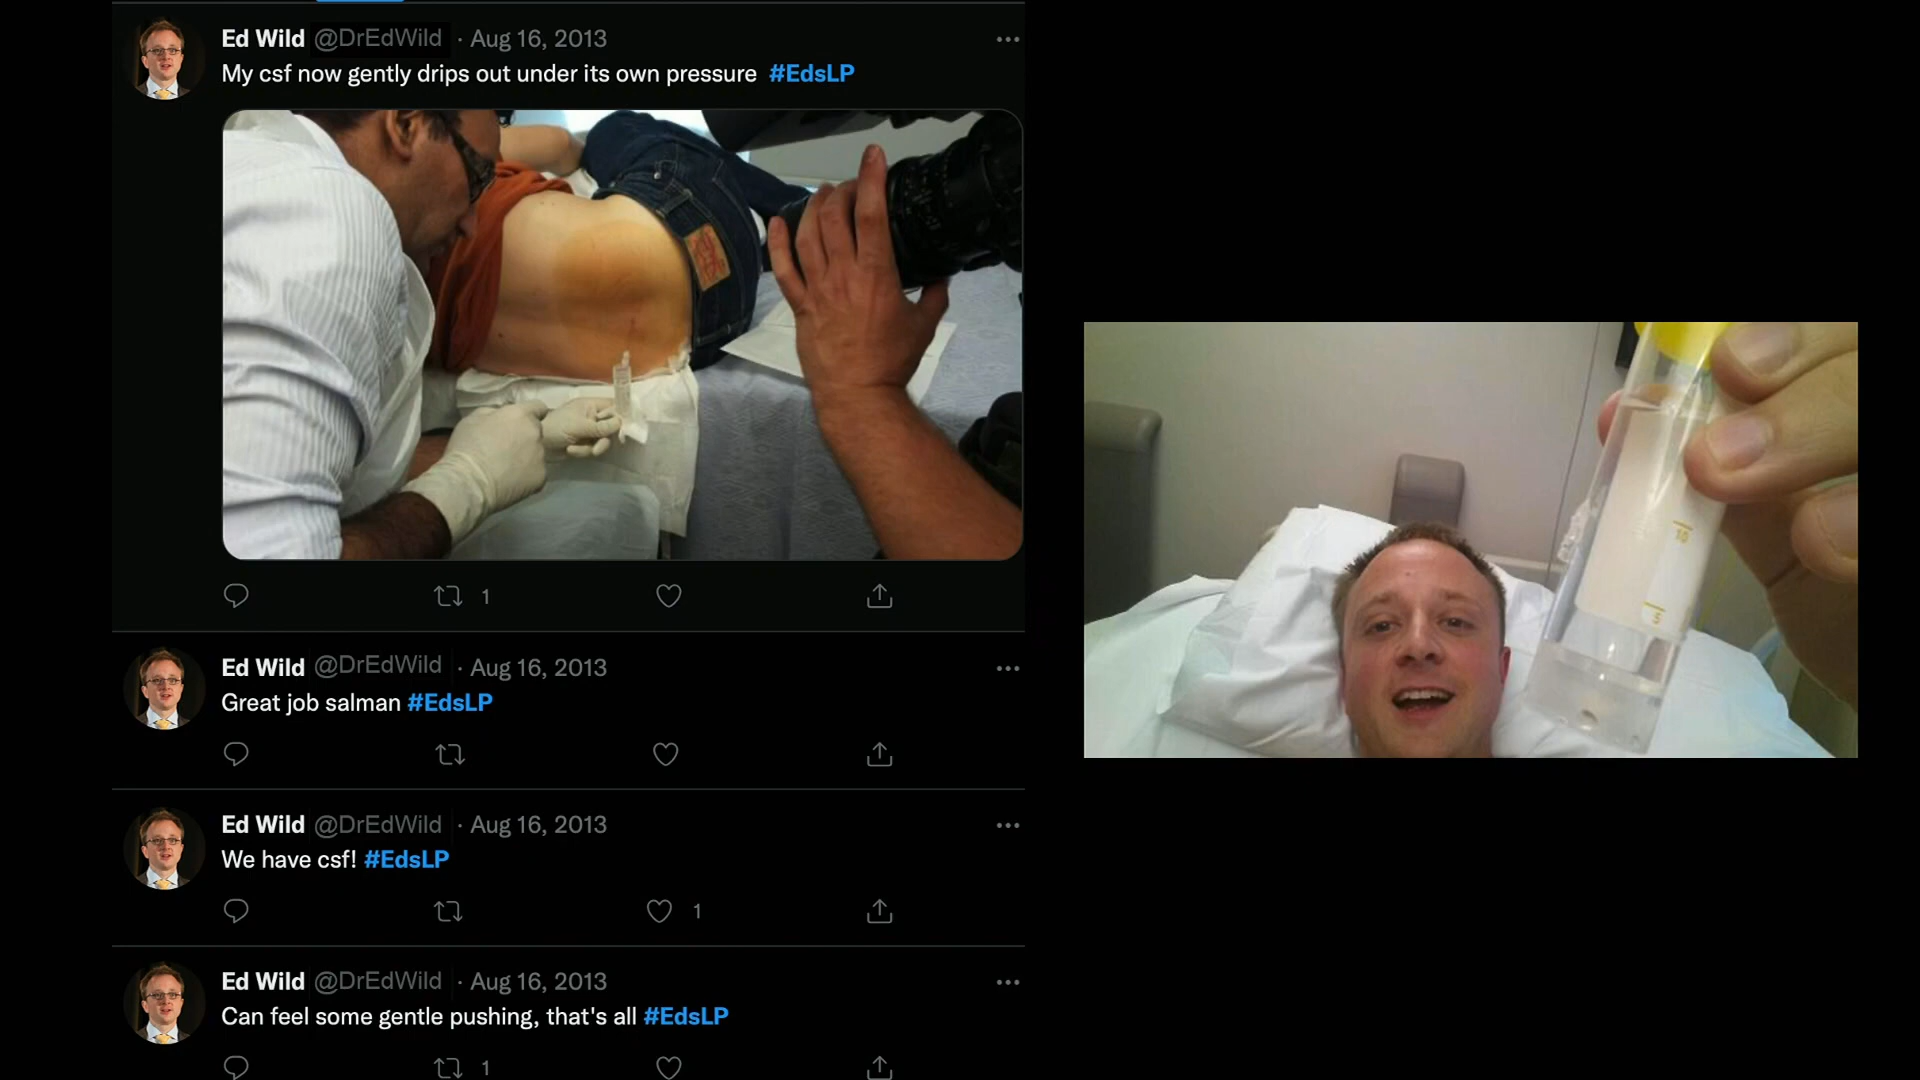 Ed Wild @DrEdWild · Aug 16, 2013
My csf now gently drips out under its own pressure #EdsLP
1
Ed Wild @DrEdWild · Aug 16, 2013
Great job salman #EdsLP
Ed Wild @DrEdWild · Aug 16, 2013
We have csf! #EdsLP
1
Ed Wild @DrEdWild · Aug 16, 2013
Can feel some gentle pushing, that's all #EdsLP
1
10
5